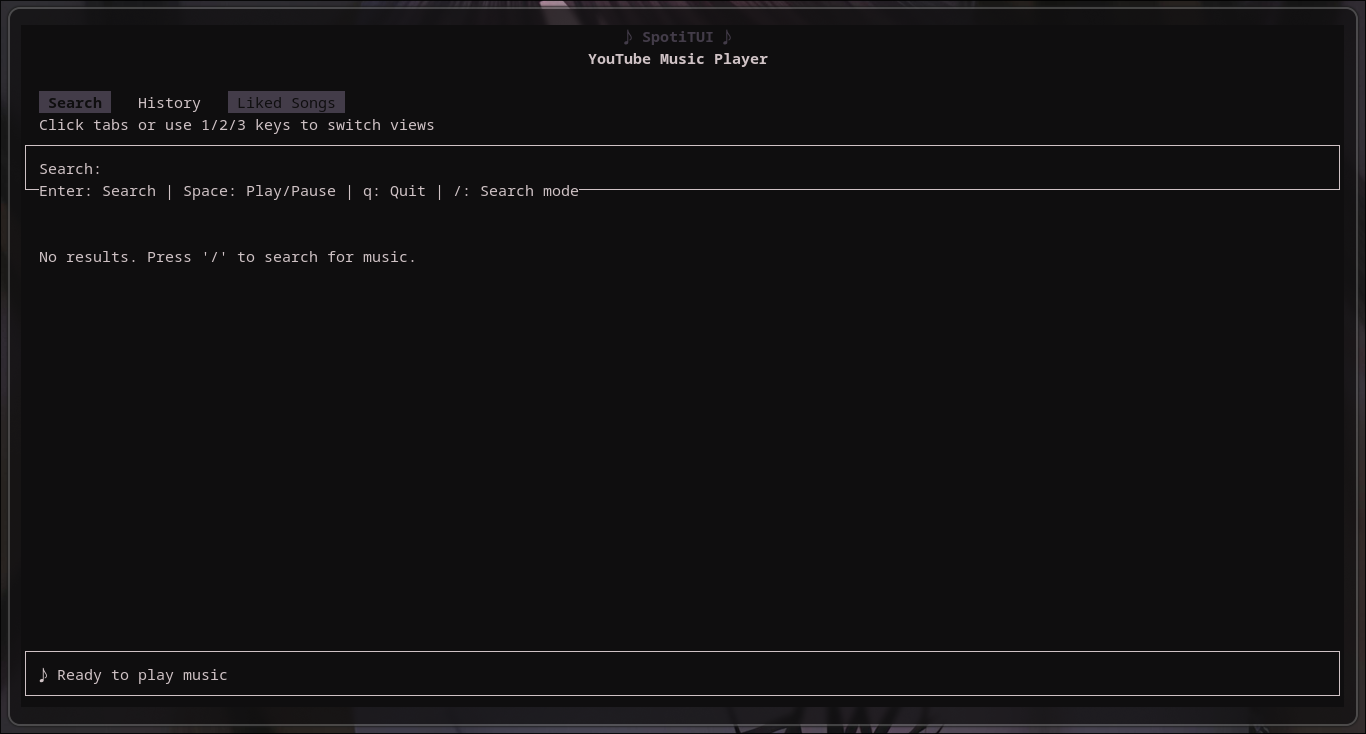 ♪ SpotiTUI ♪
YouTube Music Player
Search History Liked Songs
Click tabs or use 1/2/3 keys to switch views
Search:
Enter: Search | Space: Play/Pause | q: Quit | /: Search mode
No results. Press '/' to search for music.
♪ Ready to play music